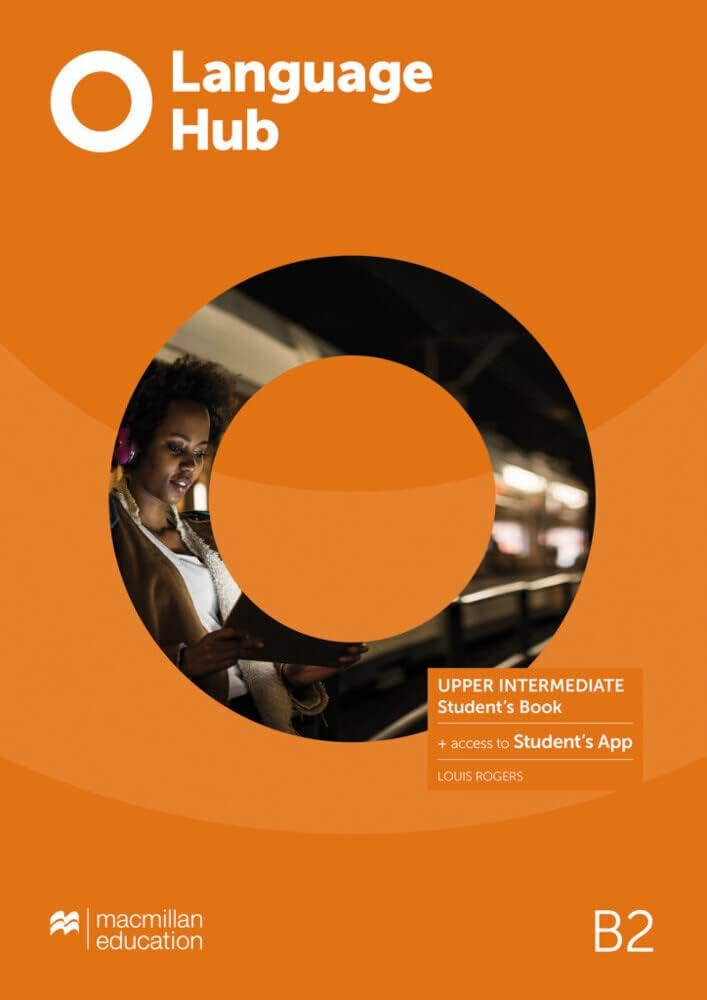 Language
Hub
UPPER INTERMEDIATE
Student's Book
+ access to Student's App
LOUIS ROGERS
macmillan
education
B2